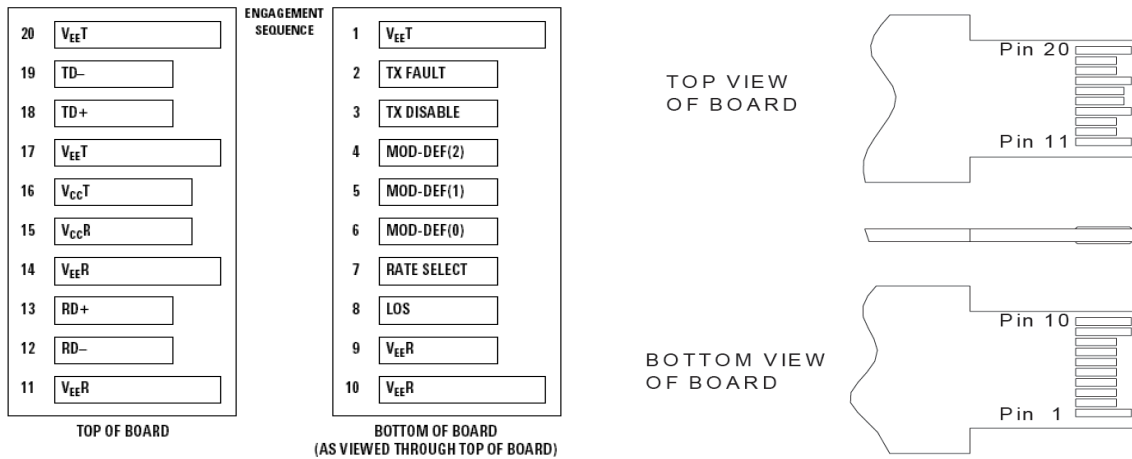 ENGAGEMENT
SEQUENCE
20 VEET
19 TD–
18 TD+
17 VEET
16 VCCT
15 VCCR
14 VEER
13 RD+
12 RD–
11 VEER
TOP OF BOARD
1 VEET
2 TX FAULT
3 TX DISABLE
4 MOD-DEF(2)
5 MOD-DEF(1)
6 MOD-DEF(0)
7 RATE SELECT
8 LOS
9 VEER
10 VEER
BOTTOM OF BOARD
(AS VIEWED THROUGH TOP OF BOARD)
TOP VIEW
OF BOARD
Pin 20
Pin 11
BOTTOM VIEW
OF BOARD
Pin 10
Pin 1